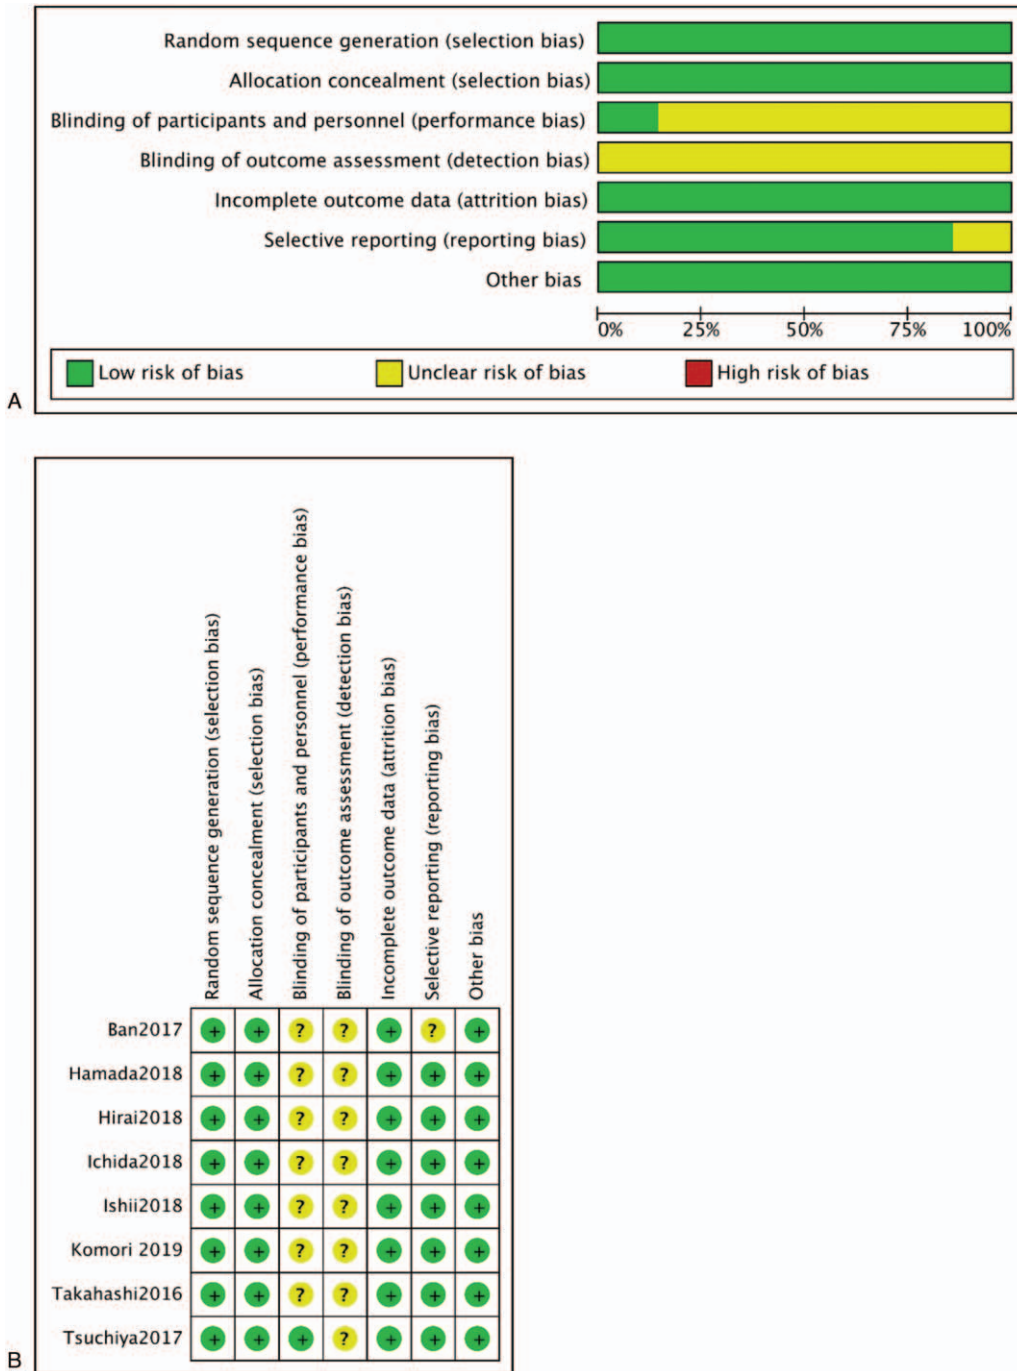 Random sequence generation (selection bias)
Allocation concealment (selection bias)
Blinding of participants and personnel (performance bias)
Blinding of outcome assessment (detection bias)
Incomplete outcome data (attrition bias)
Selective reporting (reporting bias)
Other bias
0% 25% 50% 75% 100%
Low risk of bias Unclear risk of bias High risk of bias
A
Random sequence generation (selection bias)
Allocation concealment (selection bias)
Blinding of participants and personnel (performance bias)
Blinding of outcome assessment (detection bias)
Incomplete outcome data (attrition bias)
Selective reporting (reporting bias)
Other bias
Ban2017 + + ? ? + ? +
Hamada2018 + + ? ? + + +
Hirai2018 + + ? ? + + +
Ichida2018 + + ? ? + + +
Ishii2018 + + ? ? + + +
Komori 2019 + + ? ? + + +
Takahashi2016 + + ? ? + + +
Tsuchiya2017 + + + ? + + +
B